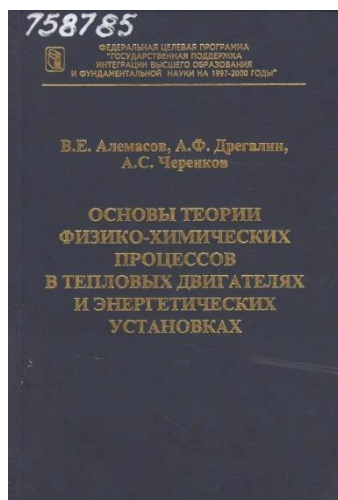 758785
ФЕДЕРАЛЬНАЯ ЦЕЛЕВАЯ ПРОГРАММА
"ГОСУДАРСТВЕННАЯ ПОДДЕРЖКА
ИНТЕГРАЦИИ ВЫСШЕГО ОБРАЗОВАНИЯ
И ФУНДАМЕНТАЛЬНОЙ НАУКИ НА 1997-2000 ГОДЫ"
В.Е. Алемасов, А.Ф. Дрегалин,
А.С. Черенков
ОСНОВЫ ТЕОРИИ
ФИЗИКО-ХИМИЧЕСКИХ
ПРОЦЕССОВ
В ТЕПЛОВЫХ ДВИГАТЕЛЯХ
И ЭНЕРГЕТИЧЕСКИХ
УСТАНОВКАХ